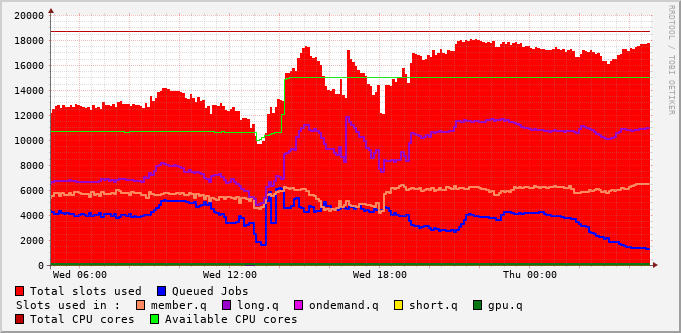 20000
18000
16000
14000
12000
10000
8000
6000
4000
2000
0
Wed 06:00 Wed 12:00 Wed 18:00 Thu 00:00
RRDTOOL / TOBI OETIKER
Total slots used Queued Jobs
Slots used in : member.q long.q ondemand.q short.q gpu.q
Total CPU cores Available CPU cores